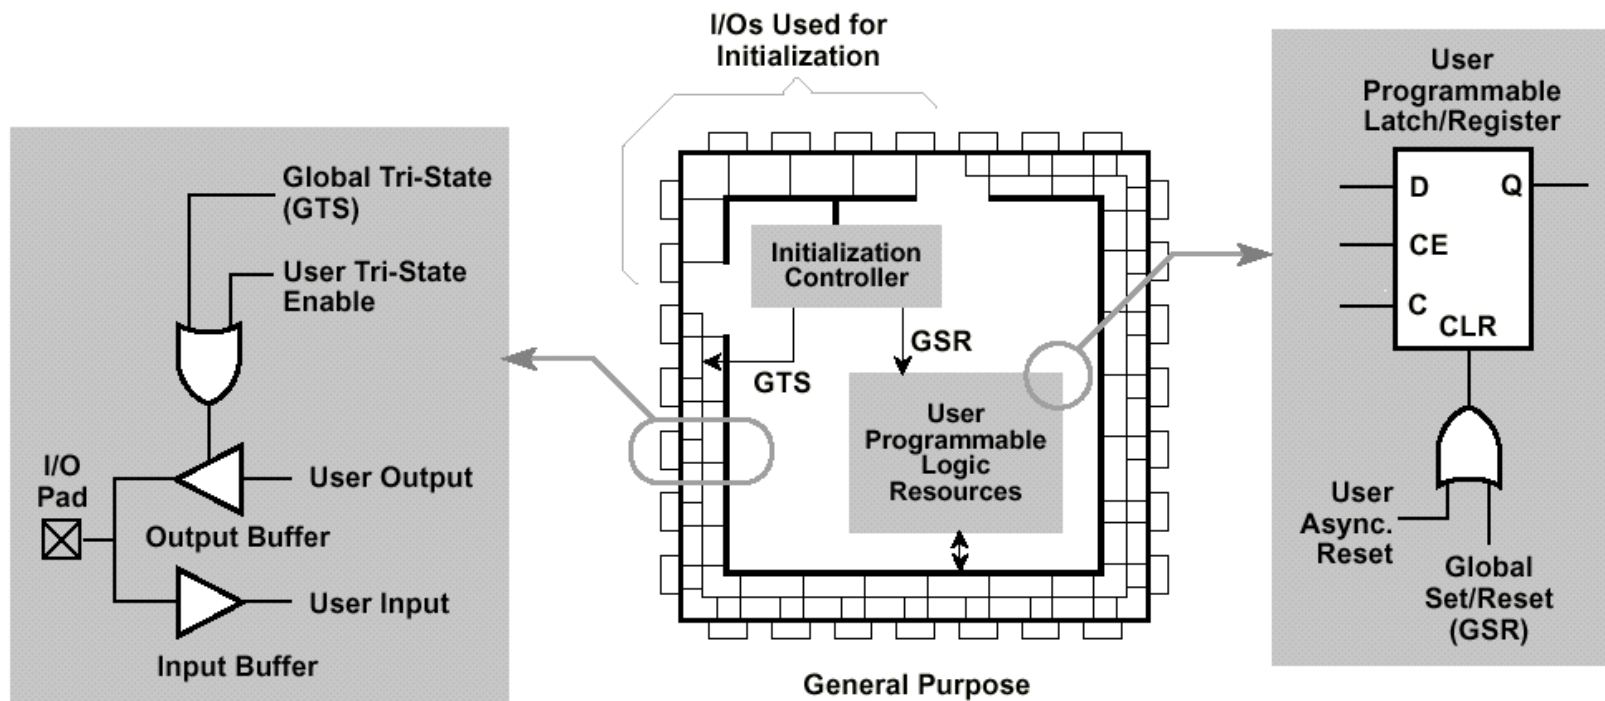 I/Os Used for
Initialization
Global Tri-State
(GTS)
User Tri-State
Enable
I/O
Pad
User Output
Output Buffer
User Input
Input Buffer
Initialization
Controller
GSR
GTS
User
Programmable
Logic
Resources
General Purpose
User
Programmable
Latch/Register
D
Q
CE
C
CLR
User
Async.
Reset
Global
Set/Reset
(GSR)